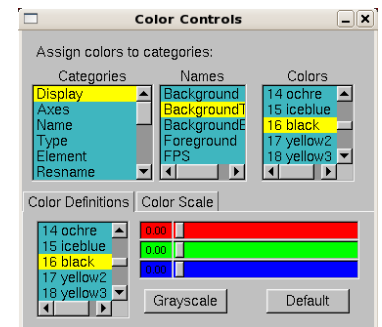 Color Controls
Assign colors to categories:
Categories Names Colors
Display
Axes
Name
Type
Element
Resname
Background
BackgroundT
BackgroundB
Foreground
FPS
14 ochre
15 iceblue
16 black
17 yellow2
18 yellow3
Color Definitions Color Scale
14 ochre
15 iceblue
16 black
17 yellow2
18 yellow3
0.00
0.00
0.00
Grayscale Default